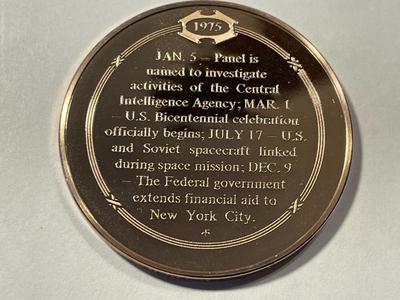 1975
JAN. 5 — Panel is
named to investigate
activities of the Central
Intelligence Agency; MAR. 1
— U.S. Bicentennial celebration
officially begins; JULY 17 — U.S.
and Soviet spacecraft linked
during space mission; DEC. 9
— The Federal government
extends financial aid to
New York City.